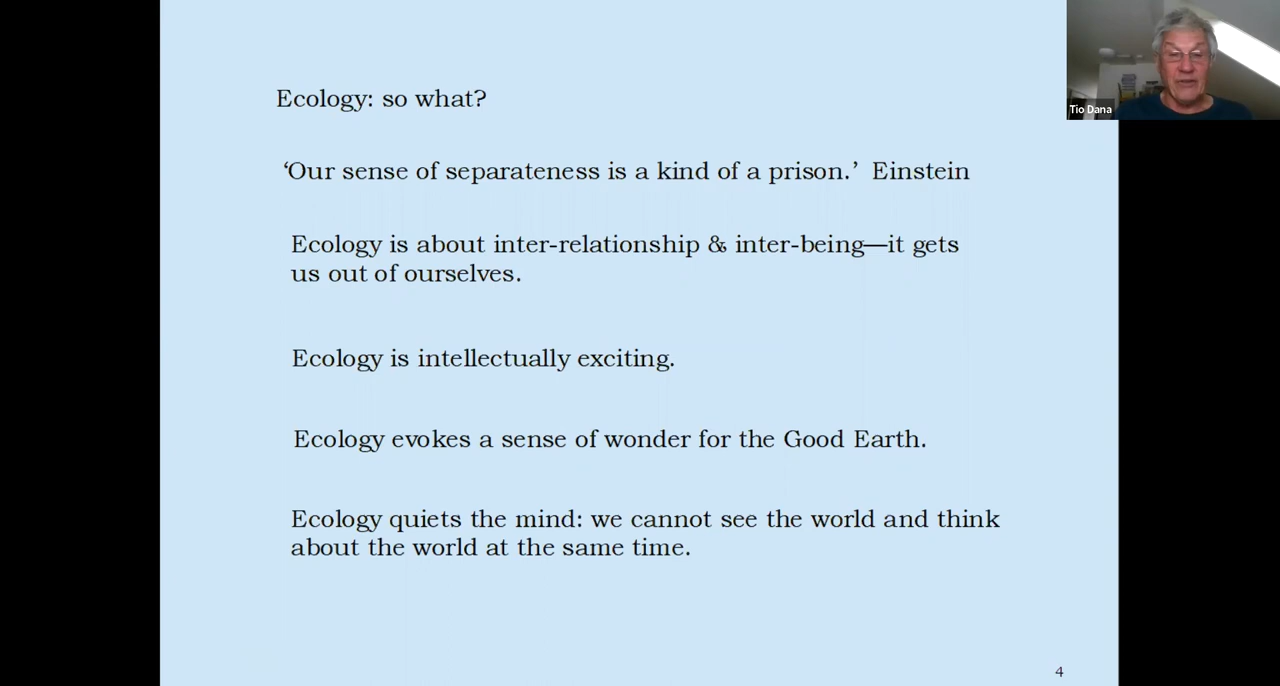 Ecology: so what?
‘Our sense of separateness is a kind of a prison.’ Einstein
Ecology is about inter-relationship & inter-being—it gets
us out of ourselves.
Ecology is intellectually exciting.
Ecology evokes a sense of wonder for the Good Earth.
Ecology quiets the mind: we cannot see the world and think
about the world at the same time.
4
Tio Dana